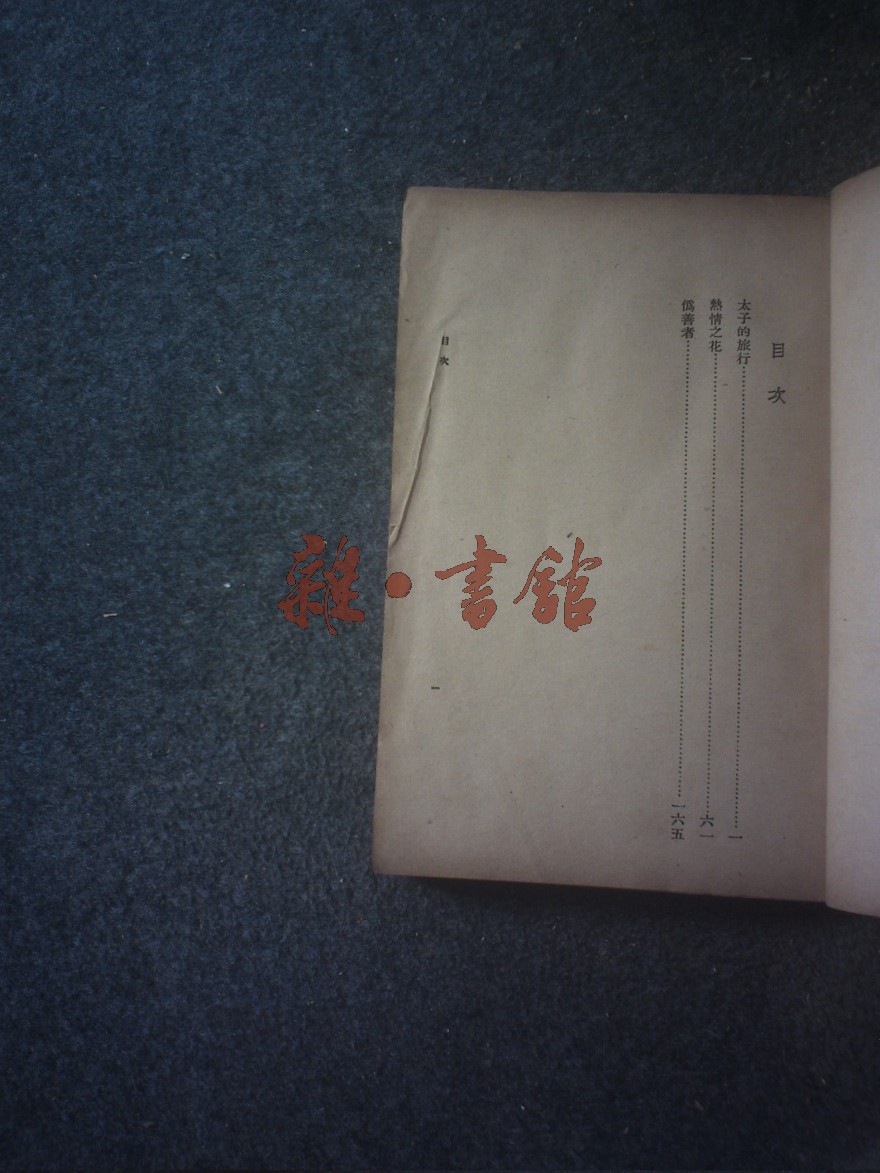 目次
太子的旅行……一
熱情之花……六一
僞善者……一六五
目次
一
雜·書館